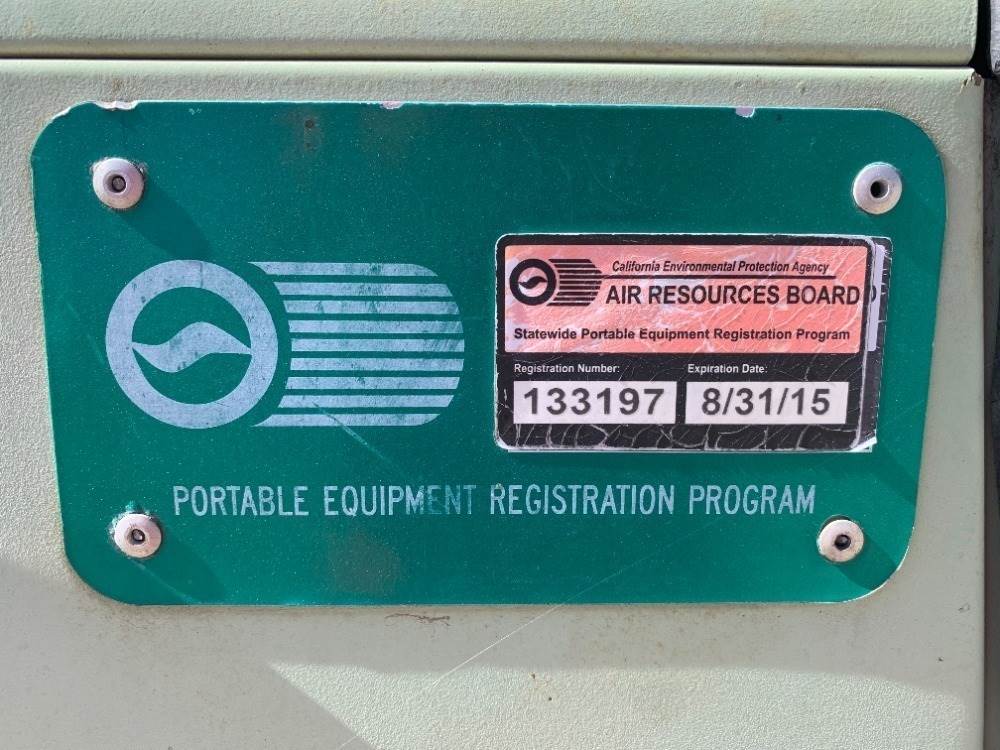 California Environmental Protection Agency
AIR RESOURCES BOARD
Statewide Portable Equipment Registration Program
Registration Number: Expiration Date:
133197 8/31/15
PORTABLE EQUIPMENT REGISTRATION PROGRAM